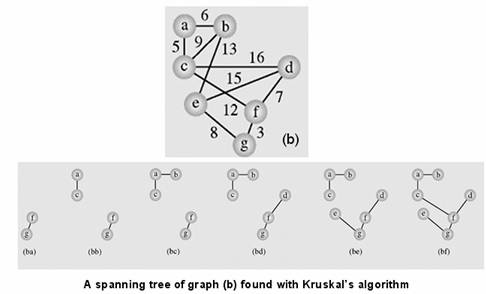 6
a b
5 9 13
c 16 d
15
e 12 f 7
8 3
g (b)
a a a b a b a b a b
c c c d c d c d
f f f f e f e f
g g g g g g
(ba) (bb) (bc) (bd) (be) (bf)
A spanning tree of graph (b) found with Kruskal's algorithm